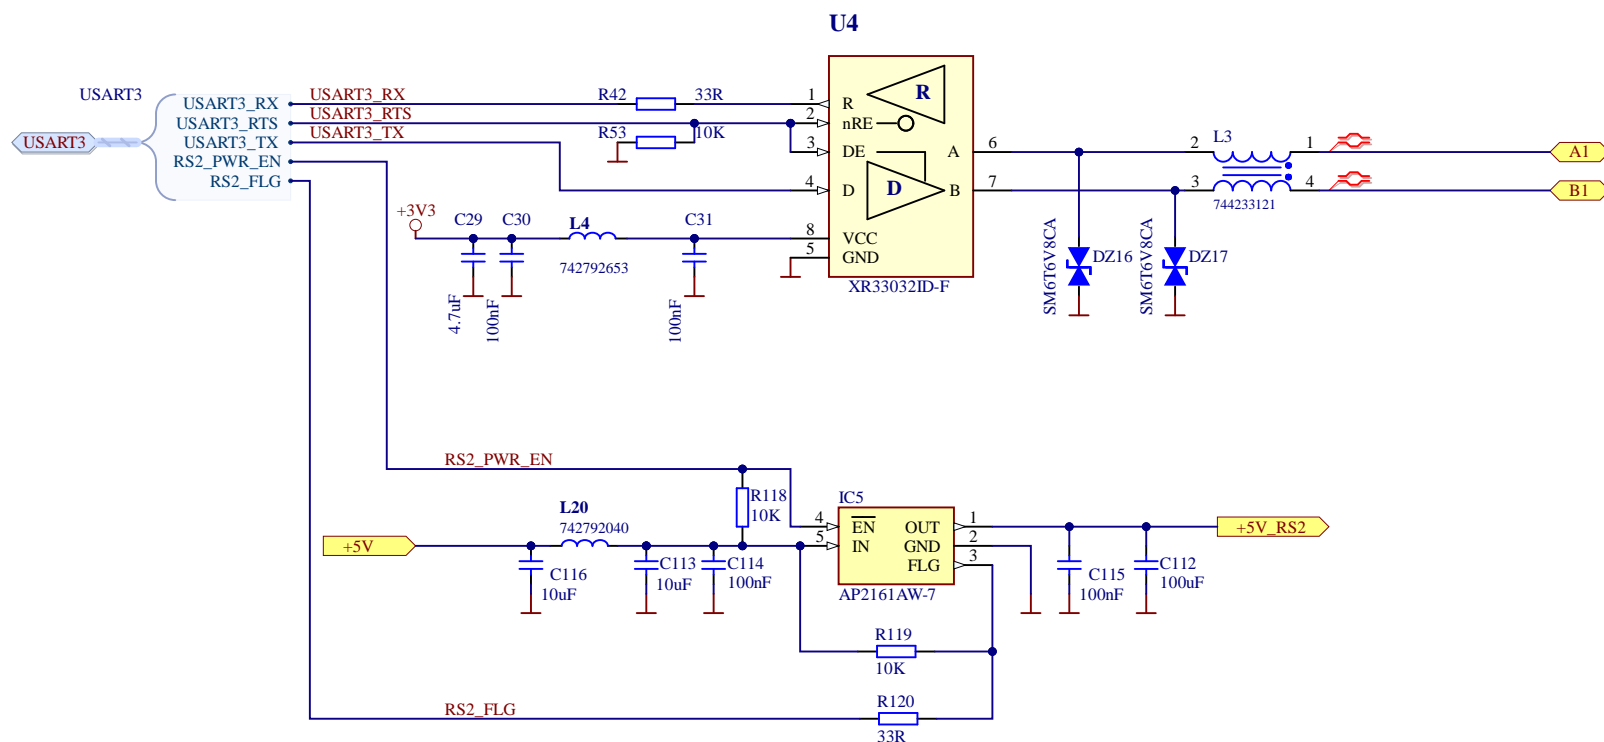 U4
USART3
USART3
USART3_RX
USART3_RTS
USART3_TX
RS2_PWR_EN
RS2_FLG
USART3_RX
USART3_RTS
USART3_TX
R42 33R
R53 10K
1 R
2 nRE
3 DE
4 D
8 VCC
5 GND
R
D
A 6
B 7
XR33032ID-F
2 L3 1
3 4
744233121
A1
B1
SM6T6V8CA DZ16
SM6T6V8CA DZ17
+3V3
C29 C30 L4 C31
742792653
4.7uF
100nF
100nF
RS2_PWR_EN
R118
10K
L20
742792040
+5V
C116
10uF
C113
10uF
C114
100nF
IC5
4 EN OUT 1
5 IN GND 2
FLG 3
AP2161AW-7
+5V_RS2
C115
100nF
C112
100uF
R119
10K
RS2_FLG
R120
33R